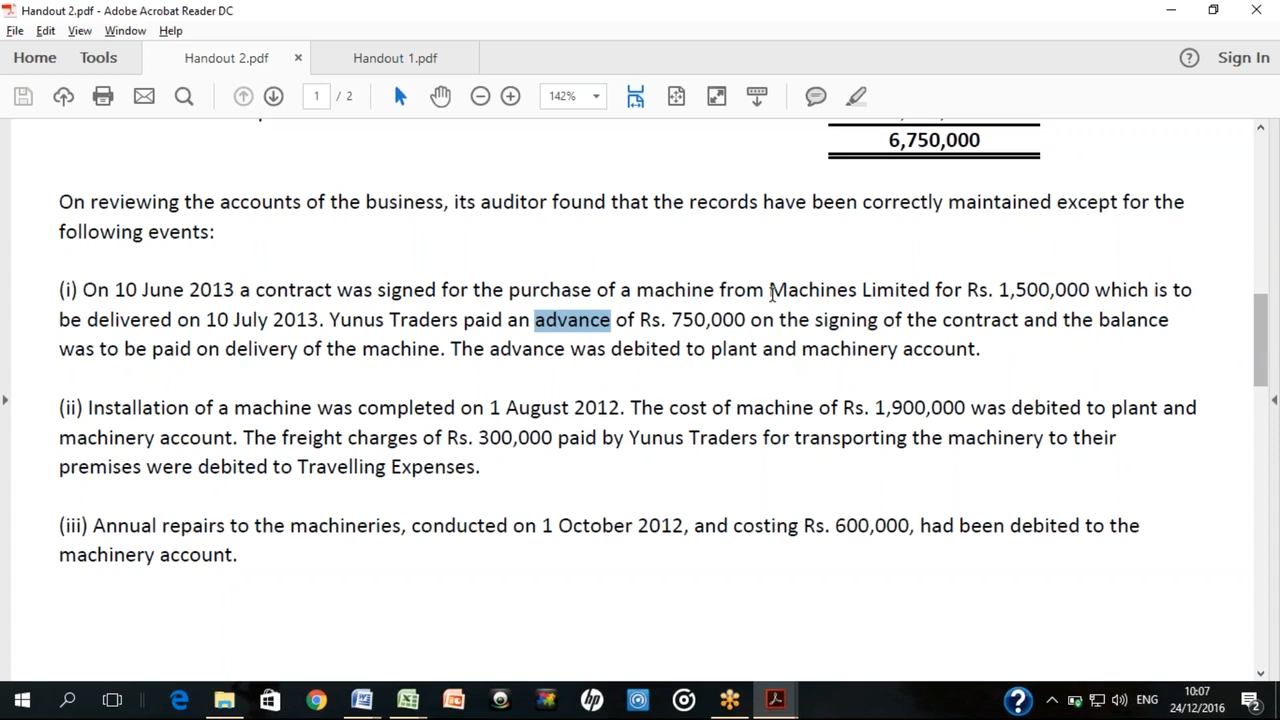 Handout 2.pdf - Adobe Acrobat Reader DC
File Edit View Window Help
Home Tools Handout 2.pdf × Handout 1.pdf ? Sign In
1 / 2 142%
6,750,000
On reviewing the accounts of the business, its auditor found that the records have been correctly maintained except for the
following events:
(i) On 10 June 2013 a contract was signed for the purchase of a machine from Machines Limited for Rs. 1,500,000 which is to
be delivered on 10 July 2013. Yunus Traders paid an advance of Rs. 750,000 on the signing of the contract and the balance
was to be paid on delivery of the machine. The advance was debited to plant and machinery account.
(ii) Installation of a machine was completed on 1 August 2012. The cost of machine of Rs. 1,900,000 was debited to plant and
machinery account. The freight charges of Rs. 300,000 paid by Yunus Traders for transporting the machinery to their
premises were debited to Travelling Expenses.
(iii) Annual repairs to the machineries, conducted on 1 October 2012, and costing Rs. 600,000, had been debited to the
machinery account.
ENG 10:07
24/12/2016 2